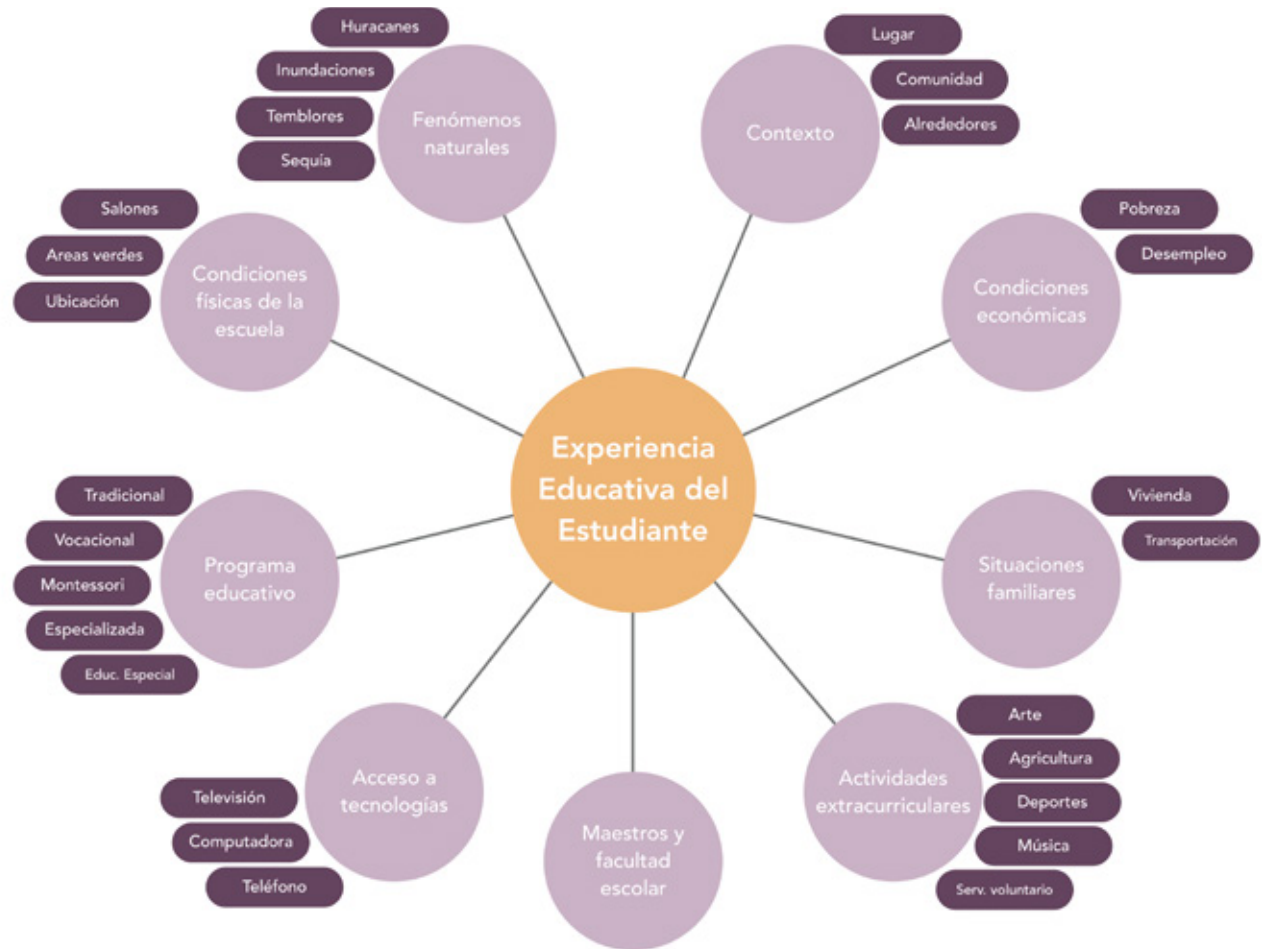 Huracanes
Inundaciones
Temblores
Sequía
Fenómenos
naturales
Contexto
Lugar
Comunidad
Alrededores
Salones
Areas verdes
Ubicación
Condiciones
físicas de la
escuela
Condiciones
económicas
Pobreza
Desempleo
Experiencia
Educativa del
Estudiante
Tradicional
Vocacional
Montessori
Especializada
Educ. Especial
Programa
educativo
Situaciones
familiares
Vivienda
Transportación
Televisión
Computadora
Teléfono
Acceso a
tecnologías
Maestros y
facultad
escolar
Actividades
extracurriculares
Arte
Agricultura
Deportes
Música
Serv. voluntario